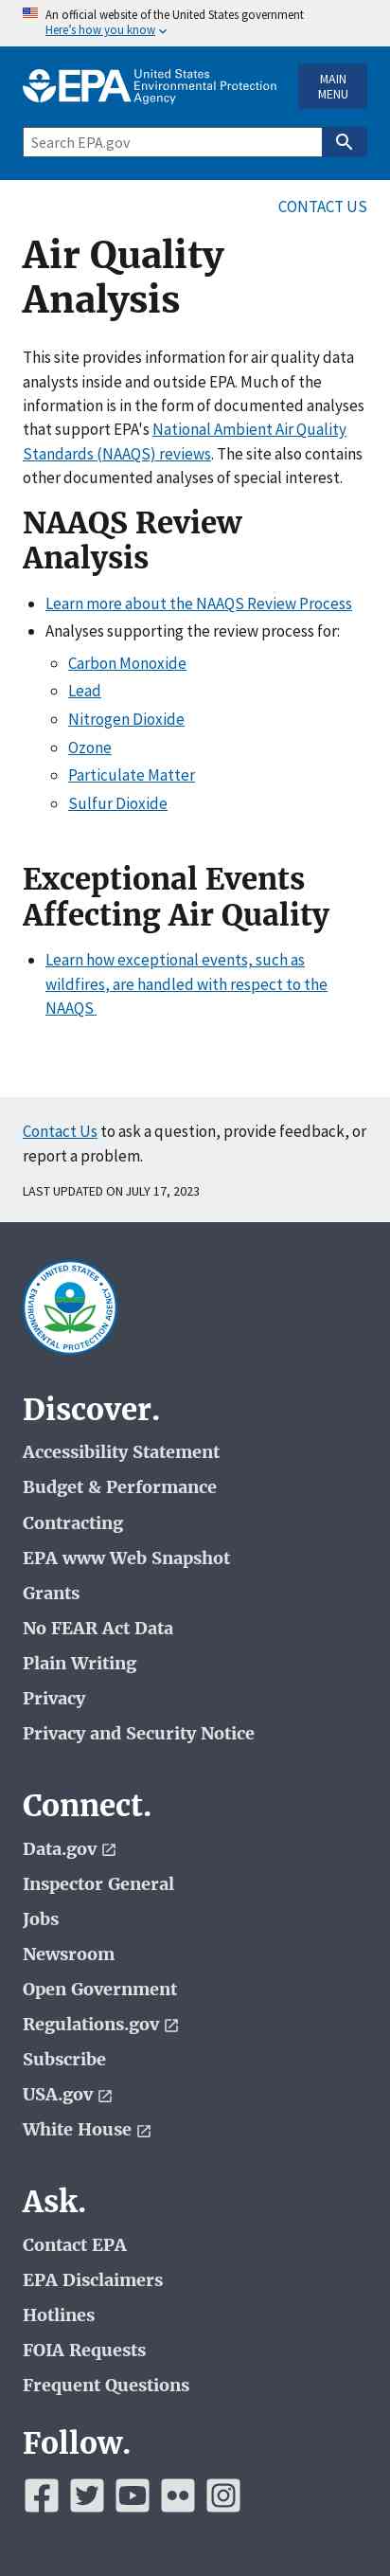 An official website of the United States government
Here's how you know
EPA United States
Environmental Protection
Agency
MAIN
MENU
Search EPA.gov
CONTACT US
Air Quality
Analysis
This site provides information for air quality data
analysts inside and outside EPA. Much of the
information is in the form of documented analyses
that support EPA's National Ambient Air Quality
Standards (NAAQS) reviews. The site also contains
other documented analyses of special interest.
NAAQS Review
Analysis
Learn more about the NAAQS Review Process
Analyses supporting the review process for:
Carbon Monoxide
Lead
Nitrogen Dioxide
Ozone
Particulate Matter
Sulfur Dioxide
Exceptional Events
Affecting Air Quality
Learn how exceptional events, such as
wildfires, are handled with respect to the
NAAQS
Contact Us to ask a question, provide feedback, or
report a problem.
LAST UPDATED ON JULY 17, 2023
UNITED STATES
ENVIRONMENTAL PROTECTION AGENCY
Discover.
Accessibility Statement
Budget & Performance
Contracting
EPA www Web Snapshot
Grants
No FEAR Act Data
Plain Writing
Privacy
Privacy and Security Notice
Connect.
Data.gov
Inspector General
Jobs
Newsroom
Open Government
Regulations.gov
Subscribe
USA.gov
White House
Ask.
Contact EPA
EPA Disclaimers
Hotlines
FOIA Requests
Frequent Questions
Follow.